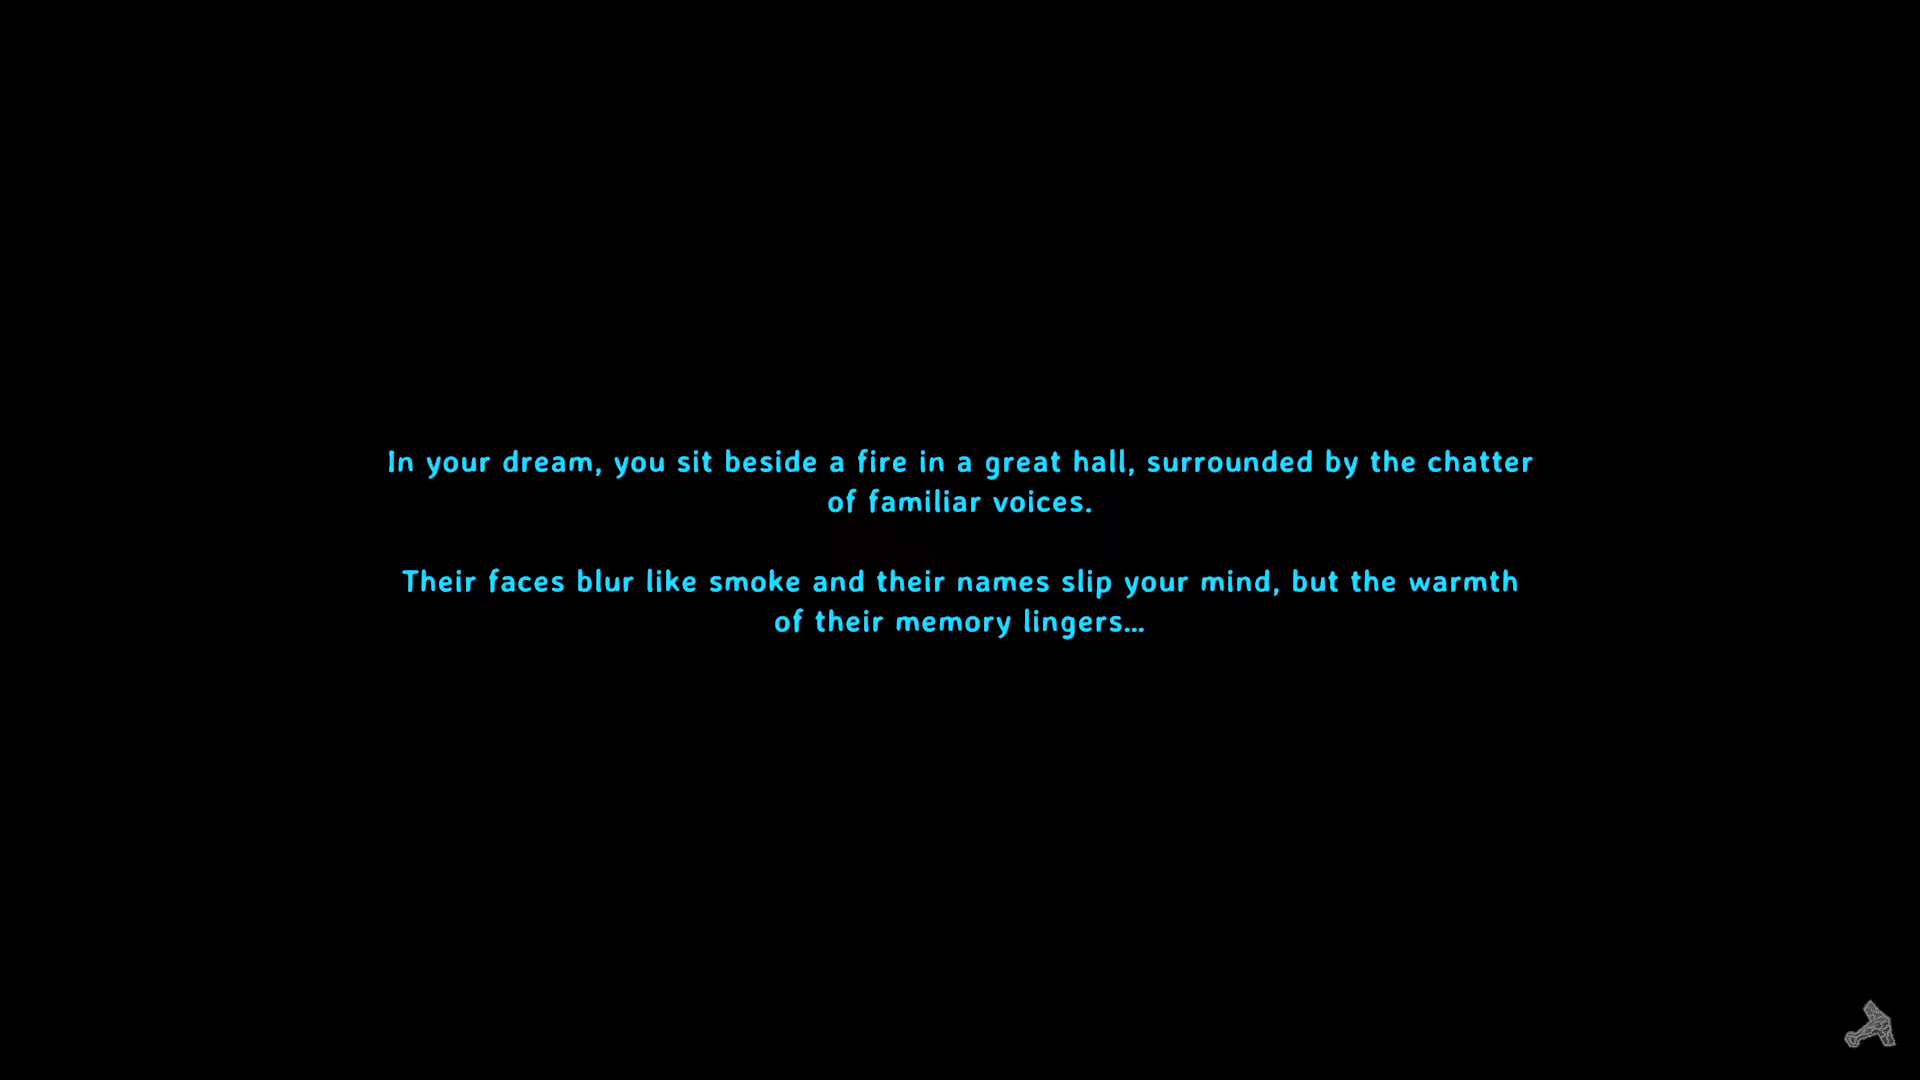 In your dream, you sit beside a fire in a great hall, surrounded by the chatter
of familiar voices.
Their faces blur like smoke and their names slip your mind, but the warmth
of their memory lingers...